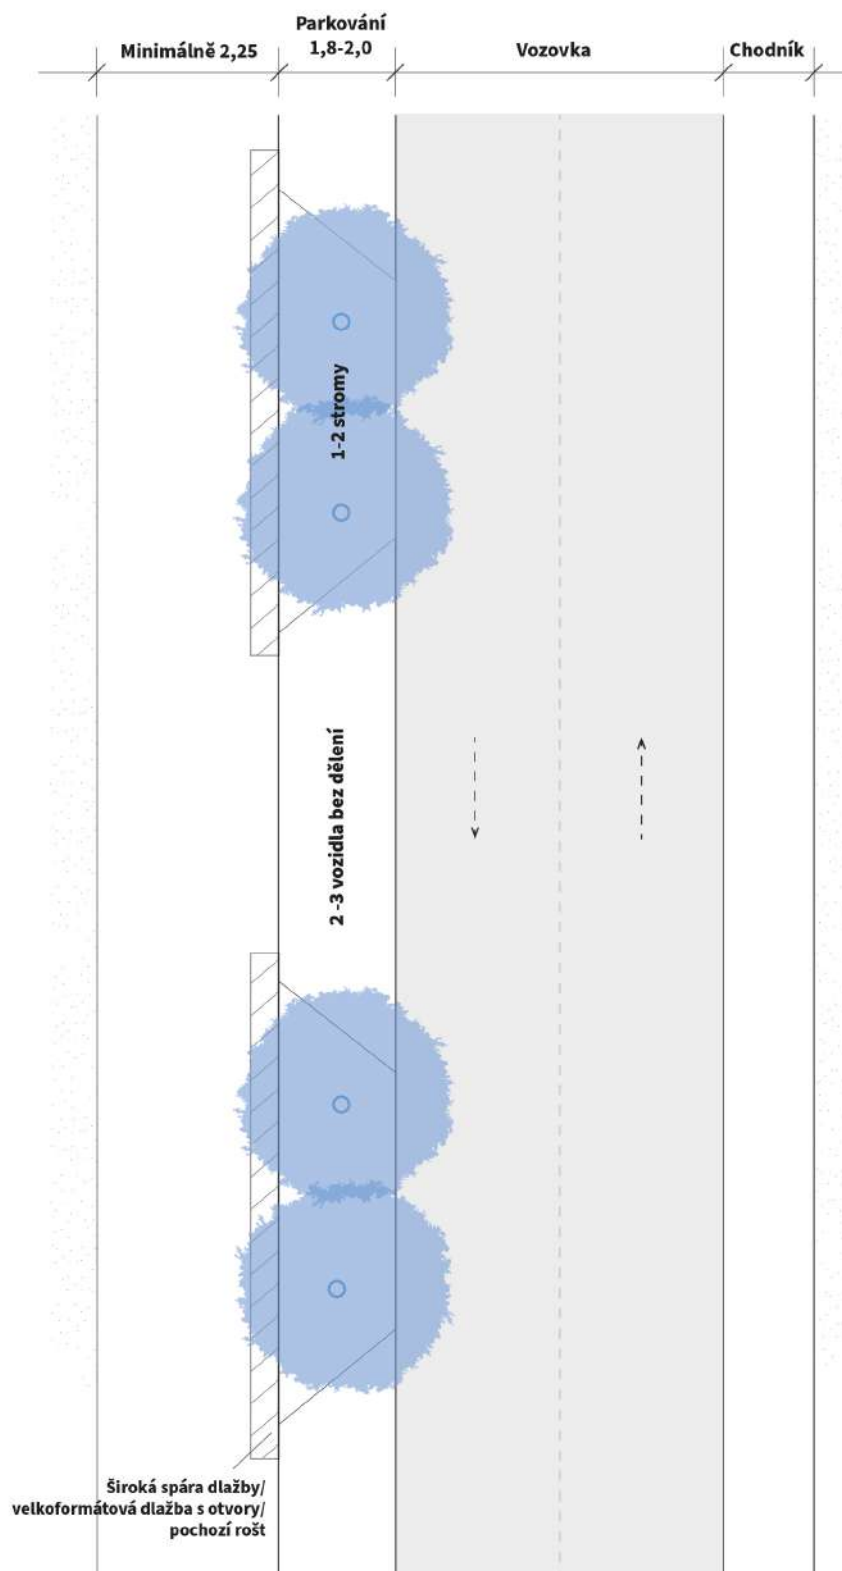 Parkování
Minimálně 2,25
1,8-2,0
Vozovka
Chodník
1-2 stromy
2 -3 vozidla bez dělení
Široká spára dlažby/
velkoformátová dlažba s otvory/
pochozí rošt